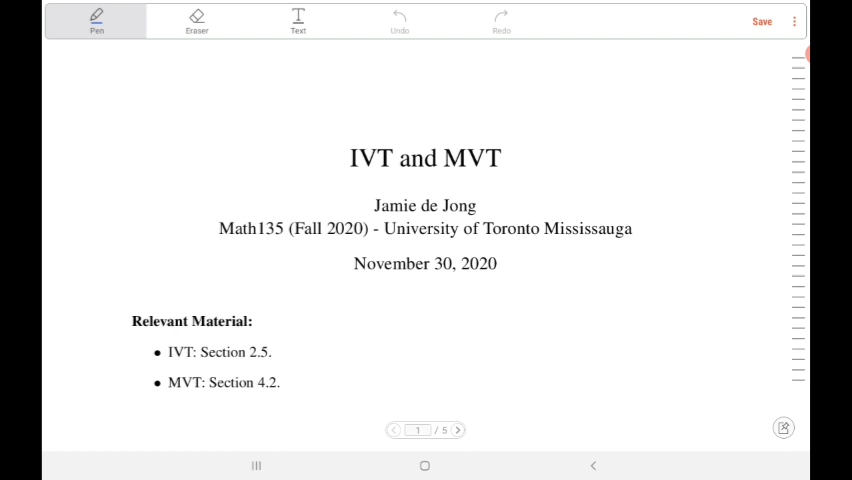 Pen Eraser Text Undo Redo Save
IVT and MVT
Jamie de Jong
Math135 (Fall 2020) - University of Toronto Mississauga
November 30, 2020
Relevant Material:
• IVT: Section 2.5.
• MVT: Section 4.2.
1 / 5